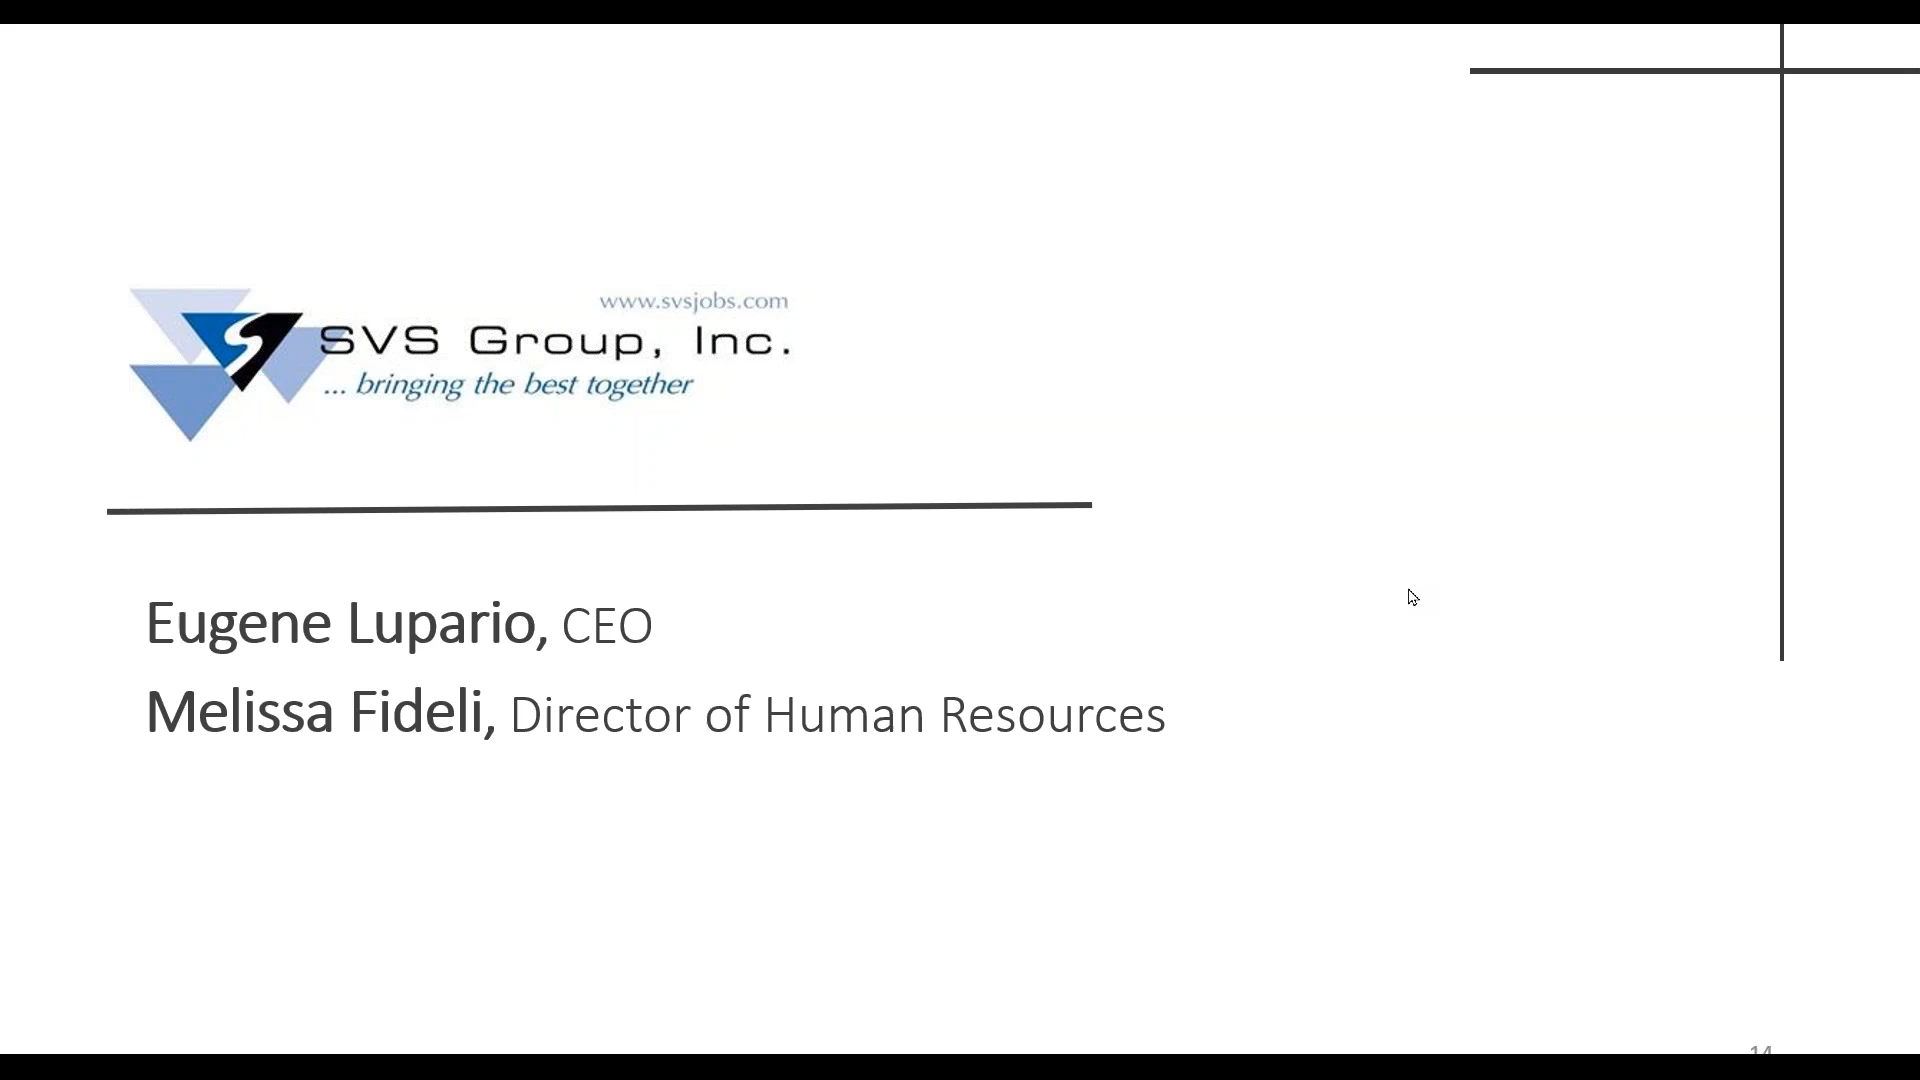 www.svsjobs.com
SVS Group, Inc.
... bringing the best together
Eugene Lupario, CEO
Melissa Fideli, Director of Human Resources
14